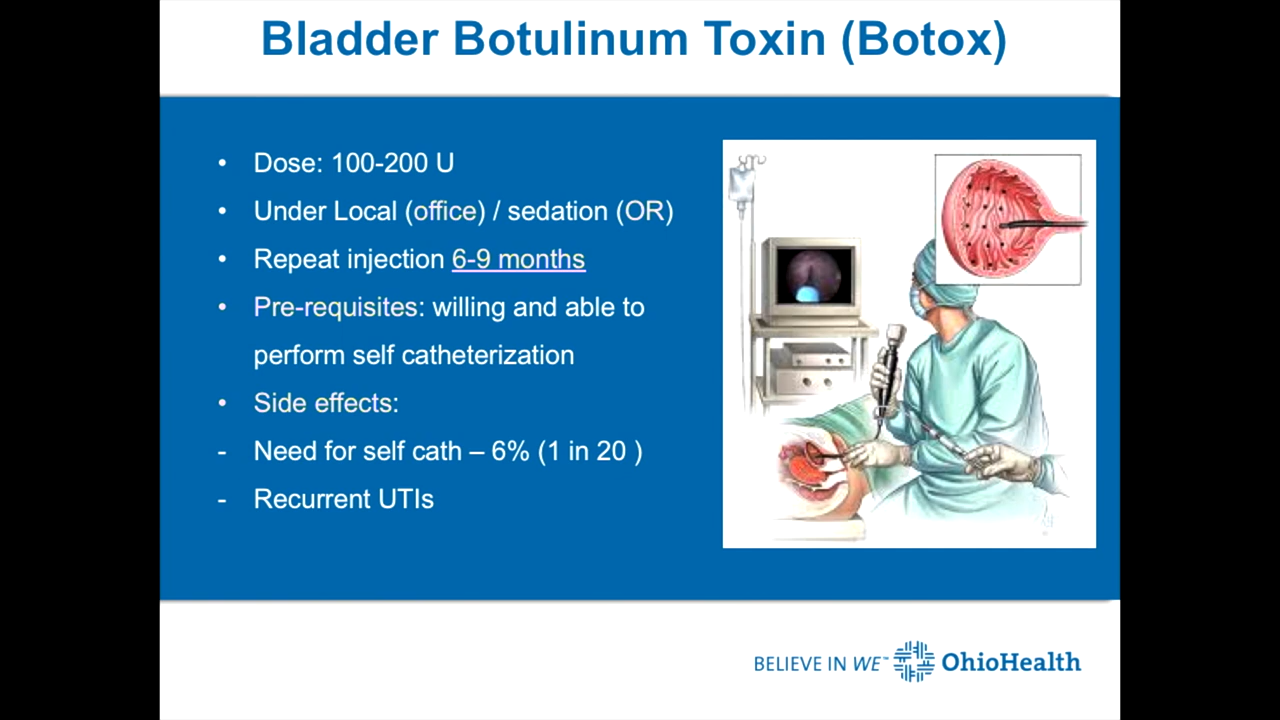 Bladder Botulinum Toxin (Botox)
• Dose: 100-200 U
• Under Local (office) / sedation (OR)
• Repeat injection 6-9 months
• Pre-requisites: willing and able to
perform self catheterization
• Side effects:
- Need for self cath – 6% (1 in 20 )
- Recurrent UTIs
BELIEVE IN WE™ OhioHealth